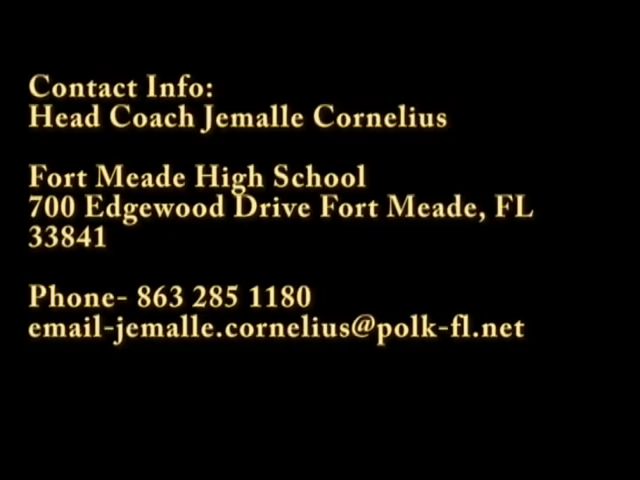 Contact Info:
Head Coach Jemalle Cornelius
Fort Meade High School
700 Edgewood Drive Fort Meade, FL
33841
Phone- 863 285 1180
email-jemalle.cornelius@polk-fl.net